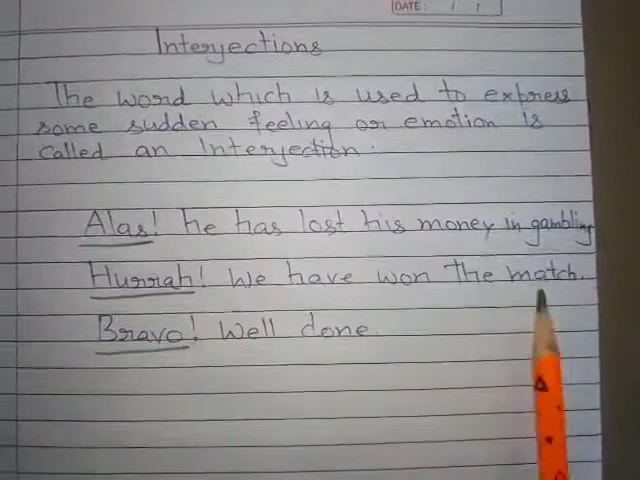 DATE: / /
Interjections
The word which is used to express
some sudden feeling or emotion is
called an Interjection.
Alas! he has lost his money in gambling
Hurrah! We have won the match.
Bravo! Well done.